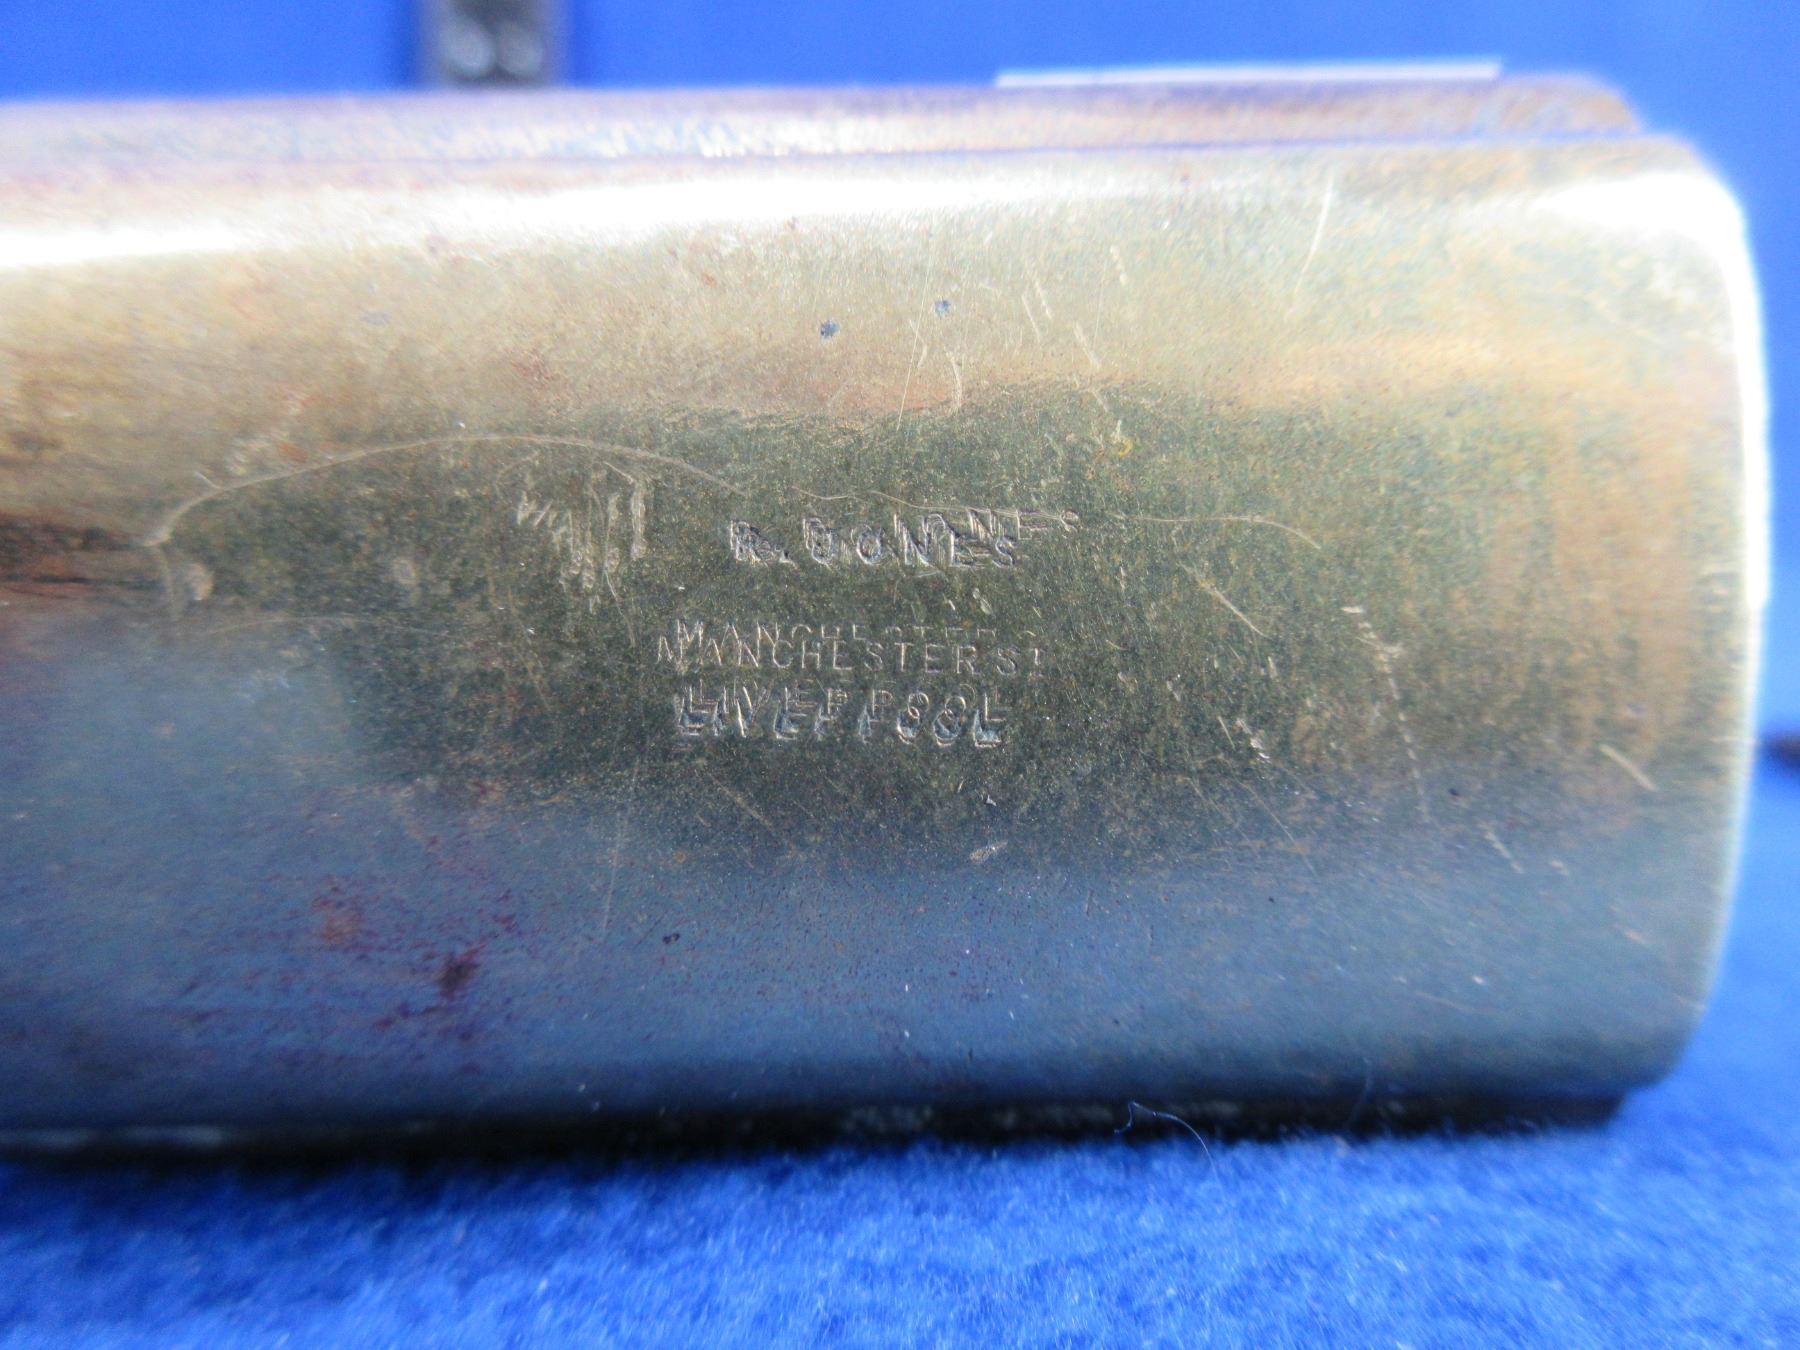 R. JONES
MANCHESTER ST
LIVERPOOL